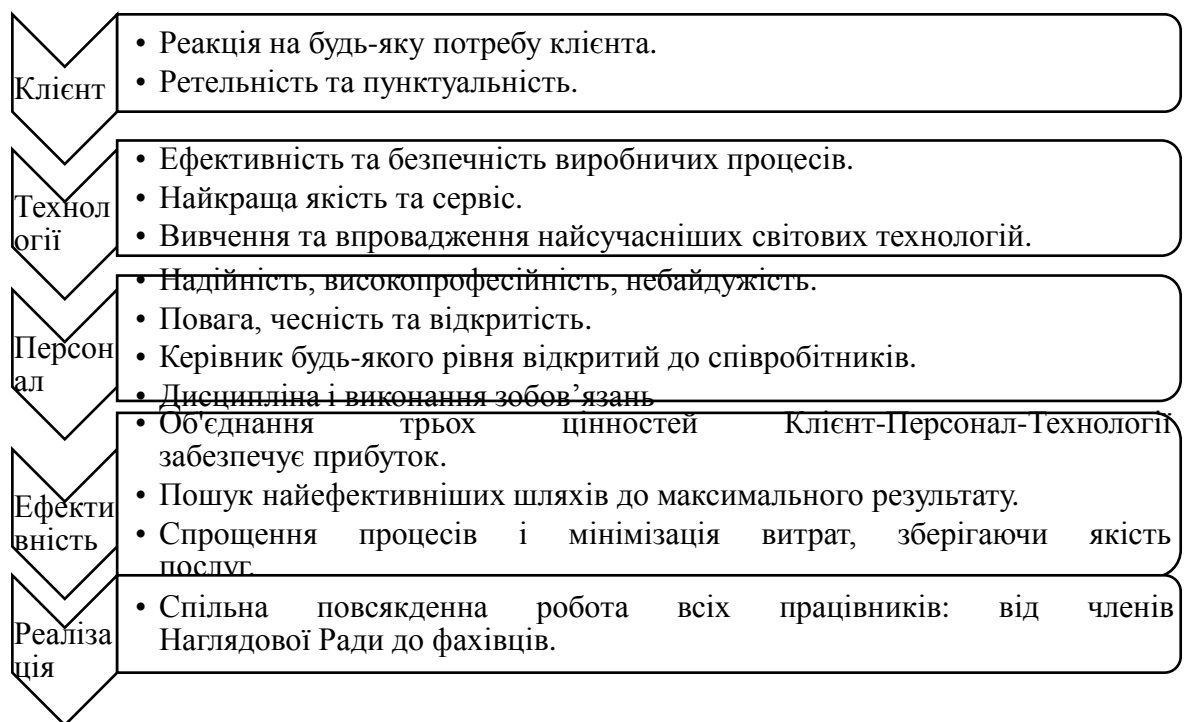 Клієнт
• Реакція на будь-яку потребу клієнта.
• Ретельність та пунктуальність.
Технол
огії
• Ефективність та безпечність виробничих процесів.
• Найкраща якість та сервіс.
• Вивчення та впровадження найсучасніших світових технологій.
Персон
ал
• Надійність, високопрофесійність, небайдужість.
• Повага, чесність та відкритість.
• Керівник будь-якого рівня відкритий до співробітників.
• Дисципліна і виконання зобов’язань
Ефекти
вність
• Об'єднання трьох цінностей Клієнт-Персонал-Технології
забезпечує прибуток.
• Пошук найефективніших шляхів до максимального результату.
• Спрощення процесів і мінімізація витрат, зберігаючи якість
послуг.
Реаліза
ція
• Спільна повсякденна робота всіх працівників: від членів
Наглядової Ради до фахівців.